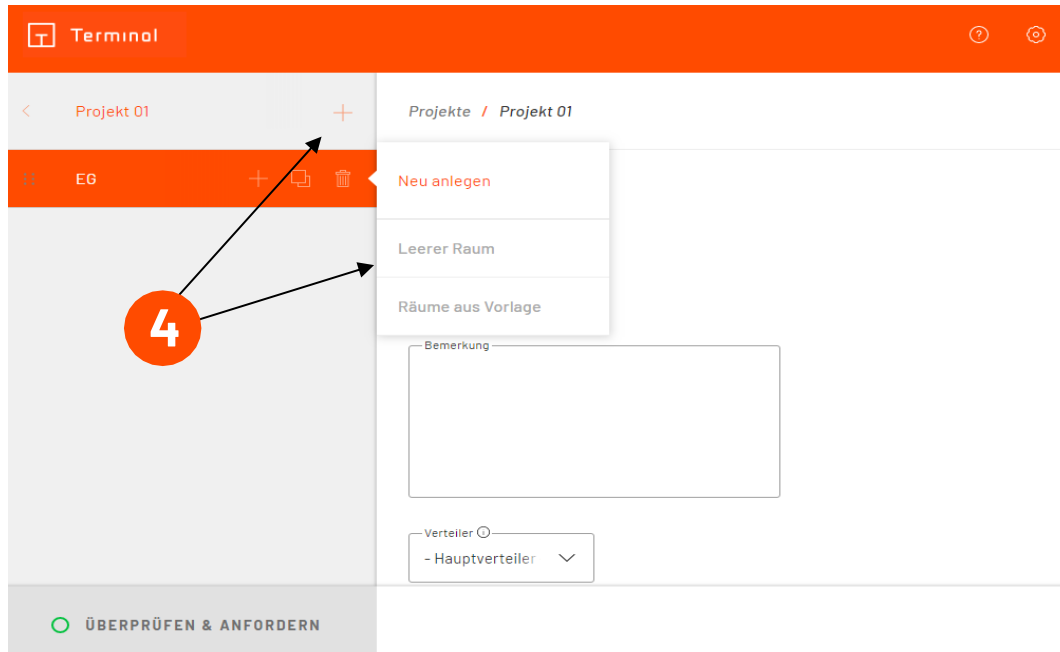 Terminal
Projekt 01
Projekte / Projekt 01
EG
Neu anlegen
Leerer Raum
Räume aus Vorlage
4
Bemerkung
Verteiler
- Hauptverteiler
ÜBERPRÜFEN & ANFORDERN